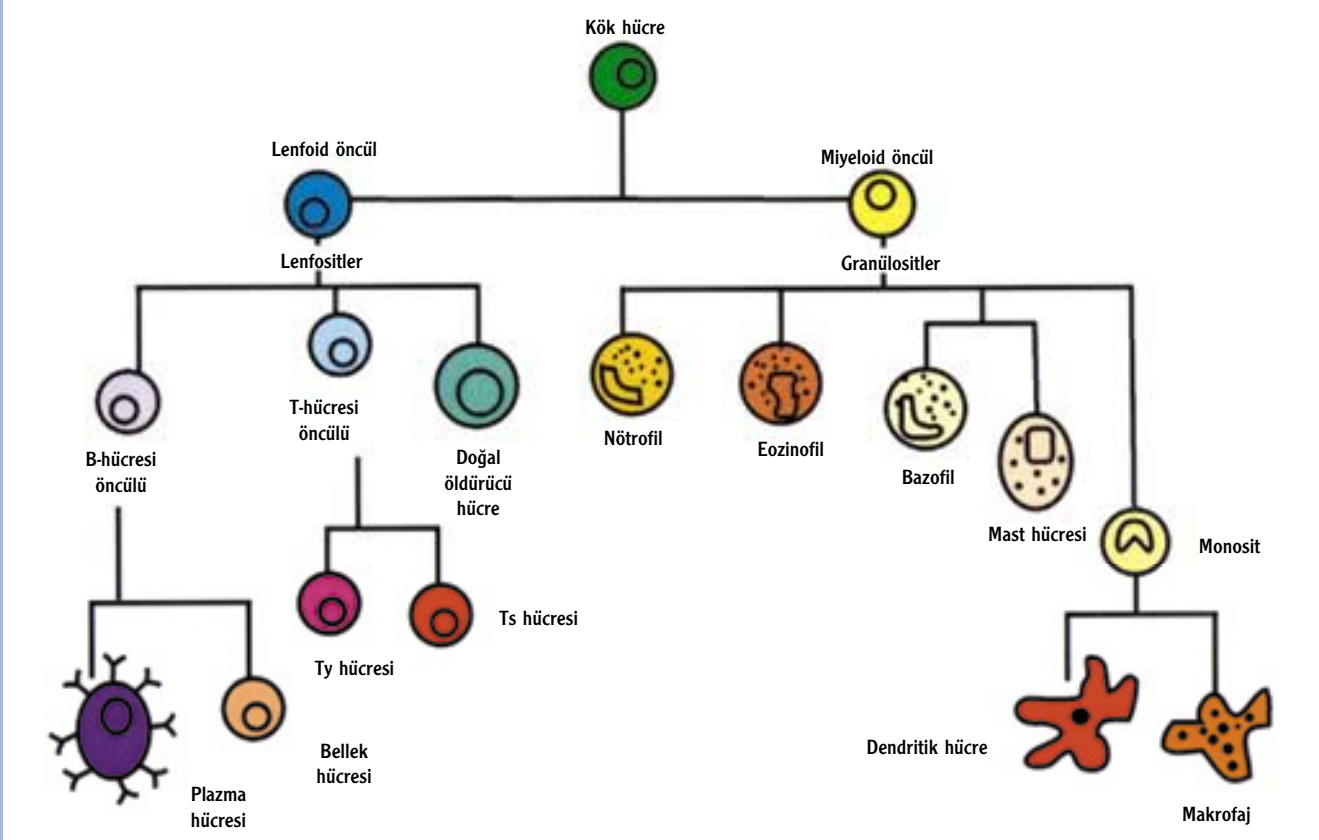 Kök hücre
Lenfoid öncül
Miyeloid öncül
Lenfositler
Granülositler
B-hücresi
öncülü
T-hücresi
öncülü
Doğal
öldürücü
hücre
Nötrofil
Eozinofil
Bazofil
Mast hücresi
Monosit
Plazma
hücresi
Bellek
hücresi
Ty hücresi
Ts hücresi
Dendritik hücre
Makrofaj